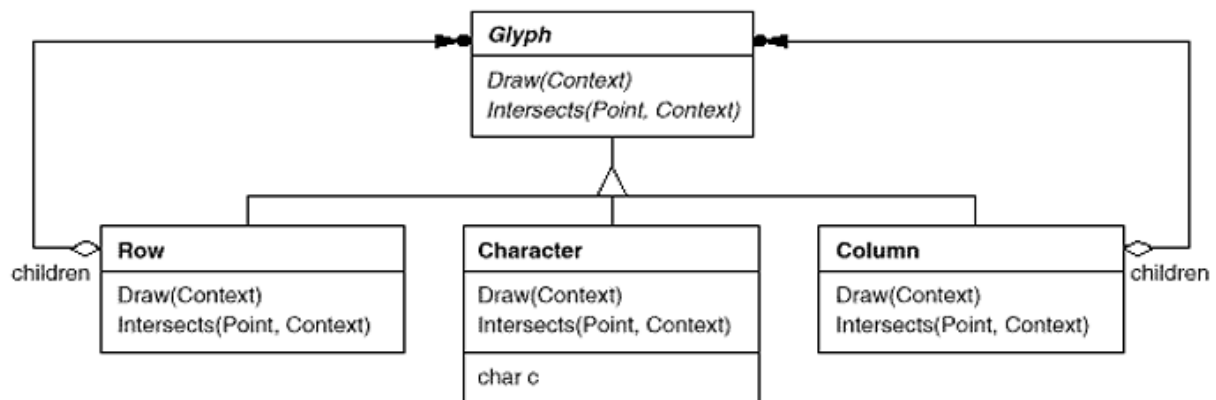 Glyph
Draw(Context)
Intersects(Point, Context)
Row
Draw(Context)
Intersects(Point, Context)
children
Character
Draw(Context)
Intersects(Point, Context)
char c
Column
Draw(Context)
Intersects(Point, Context)
children